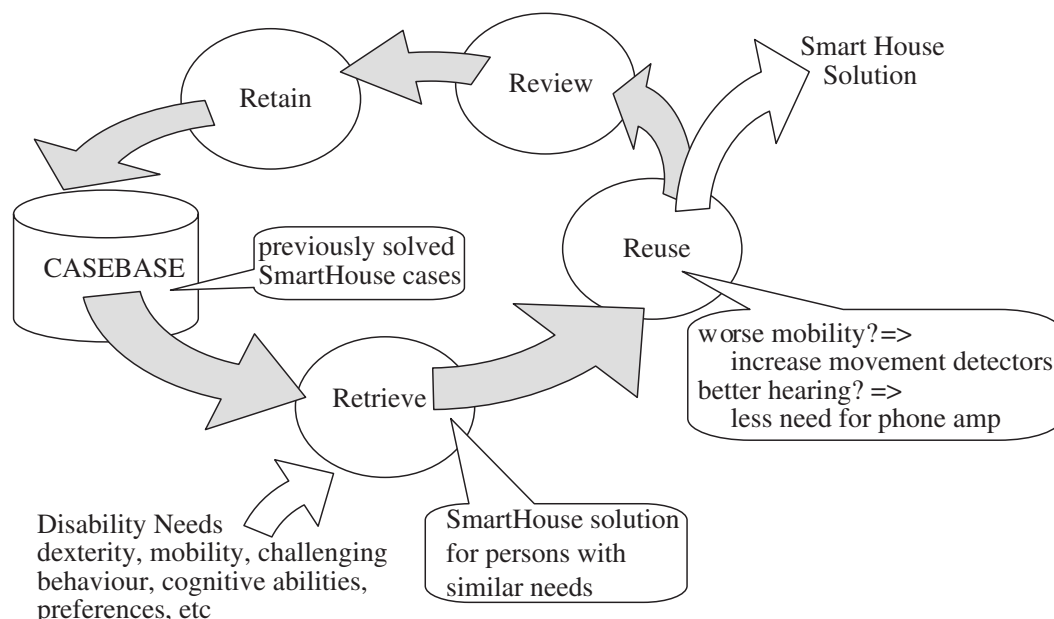 Smart House
Solution
Retain
Review
CASEBASE
previously solved
SmartHouse cases
Reuse
worse mobility?=>
increase movement detectors
better hearing? =>
less need for phone amp
Retrieve
SmartHouse solution
for persons with
similar needs
Disability Needs
dexterity, mobility, challenging
behaviour, cognitive abilities,
preferences, etc